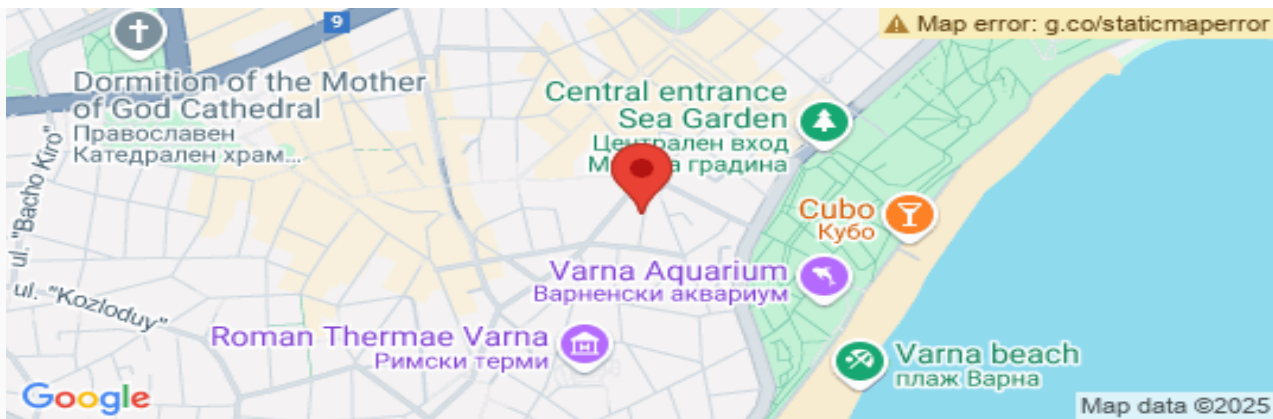 9
Map error: g.co/staticmaperror
Dormition of the Mother
of God Cathedral
Православен
Катедрален храм...
Central entrance
Sea Garden
Централен вход
градина
ul. "Bacho Kiro"
Cubo
Кубо
ul. "Kozloduy"
Varna Aquarium
Варненски аквариум
Roman Thermae Varna
Римски терми
Varna beach
плаж Варна
Google
Map data ©2025